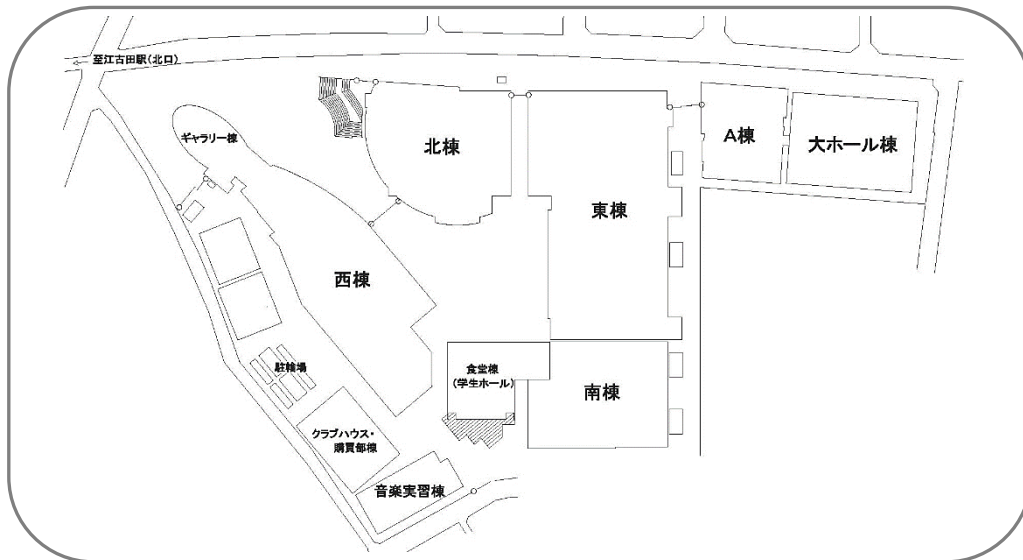 至江古田駅(北口)
ギャラリー棟
北棟
A棟
大ホール棟
東棟
西棟
駐輪場
食堂棟
(学生ホール)
南棟
クラブハウス・
購買部棟
音楽実習棟